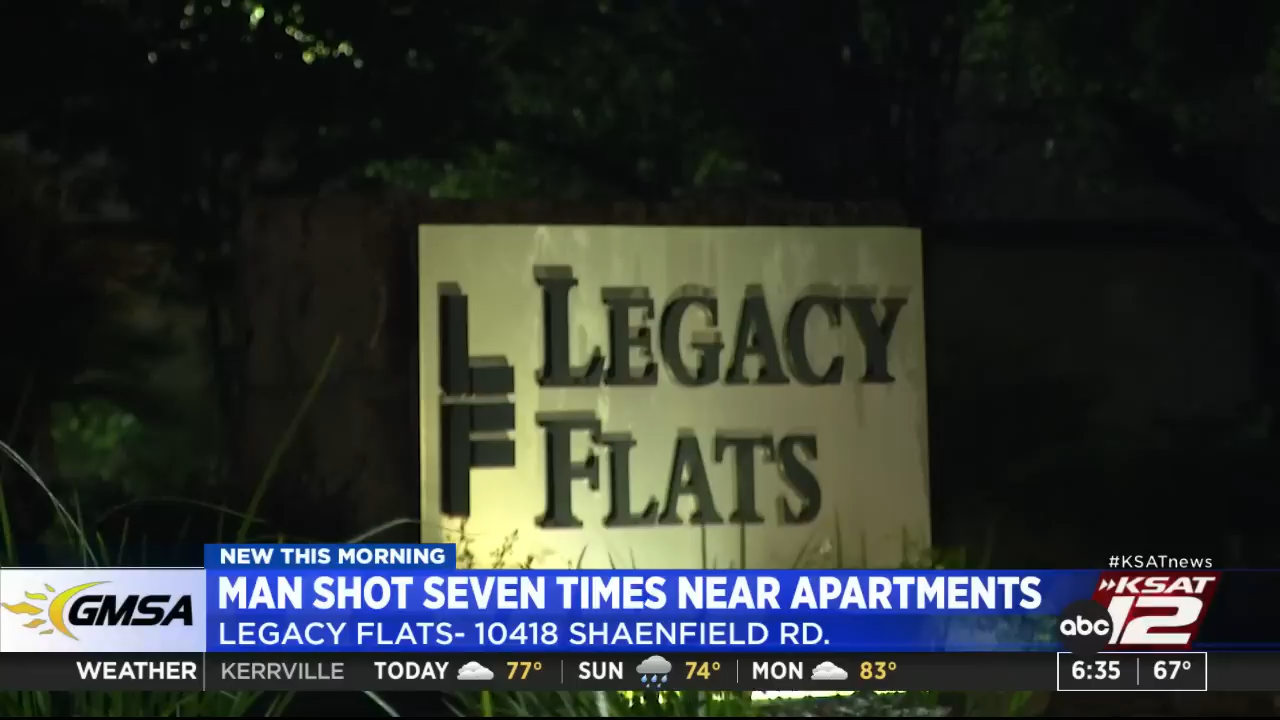 LEGACY
FLATS
#KSATnews
NEW THIS MORNING
GMSA
MAN SHOT SEVEN TIMES NEAR APARTMENTS
LEGACY FLATS- 10418 SHAENFIELD RD.
abc
KSAT
12
WEATHER KERRVILLE TODAY 77° SUN 74° MON 83° 6:35 67°